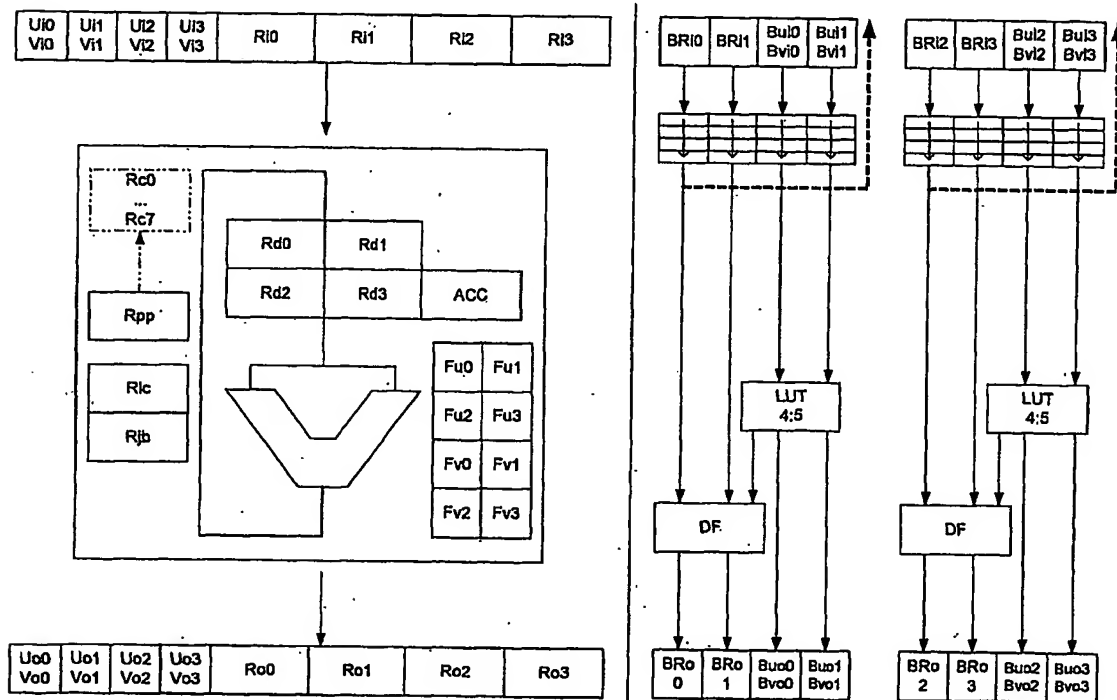 Ui0 Ui1 Ui2 Ui3
Vi0 Vi1 Vi2 Vi3
Ri0 Ri1 Ri2 Ri3
Rc0
...
Rc7
Rpp
Rlc
Rjb
Rd0 Rd1
Rd2 Rd3 ACC
Fu0 Fu1
Fu2 Fu3
Fv0 Fv1
Fv2 Fv3
Uo0 Uo1 Uo2 Uo3
Vo0 Vo1 Vo2 Vo3
Ro0 Ro1 Ro2 Ro3
BRi0 BRi1 Bui0 Bui1
Bvi0 Bvi1
LUT
4:5
DF
BRo BRo Buo0 Buo1
0 1 Bvo0 Bvo1
BRi2 BRi3 Bui2 Bui3
Bvi2 Bvi3
LUT
4:5
DF
BRo BRo Buo2 Buo3
2 3 Bvo2 Bvo3